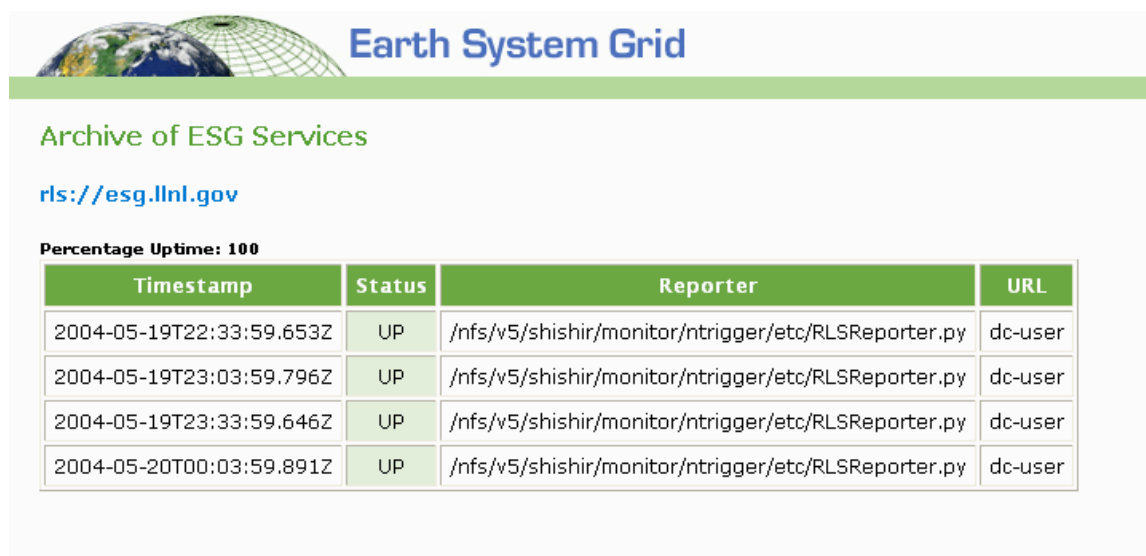 Earth System Grid
Archive of ESG Services
rls://esg.llnl.gov
Percentage Uptime: 100
Timestamp Status Reporter URL
2004-05-19T22:33:59.653Z UP /nfs/v5/shishir/monitor/ntrigger/etc/RLSReporter.py dc-user
2004-05-19T23:03:59.796Z UP /nfs/v5/shishir/monitor/ntrigger/etc/RLSReporter.py dc-user
2004-05-19T23:33:59.646Z UP /nfs/v5/shishir/monitor/ntrigger/etc/RLSReporter.py dc-user
2004-05-20T00:03:59.891Z UP /nfs/v5/shishir/monitor/ntrigger/etc/RLSReporter.py dc-user